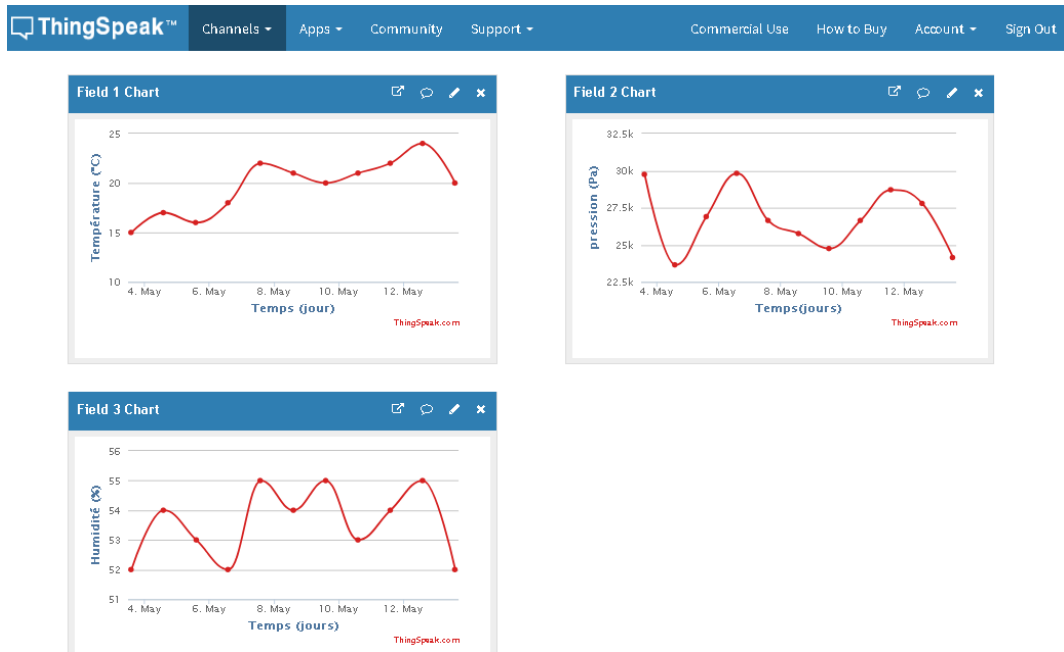 ThingSpeak™ Channels Apps Community Support Commercial Use How to Buy Account Sign Out
Field 1 Chart
25
20
15
10
Température (°C)
4. May 6. May 8. May 10. May 12. May
Temps (jour)
ThingSpeak.com
Field 2 Chart
32.5k
30k
27.5k
25k
22.5k
pression (Pa)
4. May 6. May 8. May 10. May 12. May
Temps(jours)
ThingSpeak.com
Field 3 Chart
56
55
54
53
52
51
Humidité (%)
4. May 6. May 8. May 10. May 12. May
Temps (jours)
ThingSpeak.com